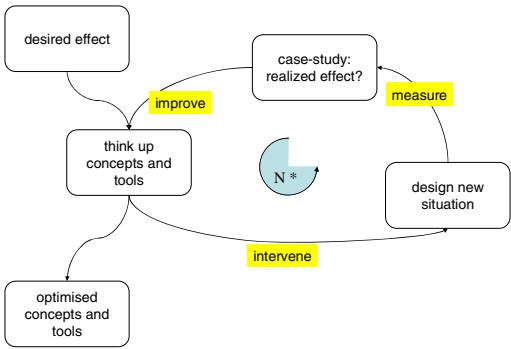 desired effect
case-study:
realized effect?
improve
measure
think up
concepts and
tools
N *
design new
situation
intervene
optimised
concepts and
tools